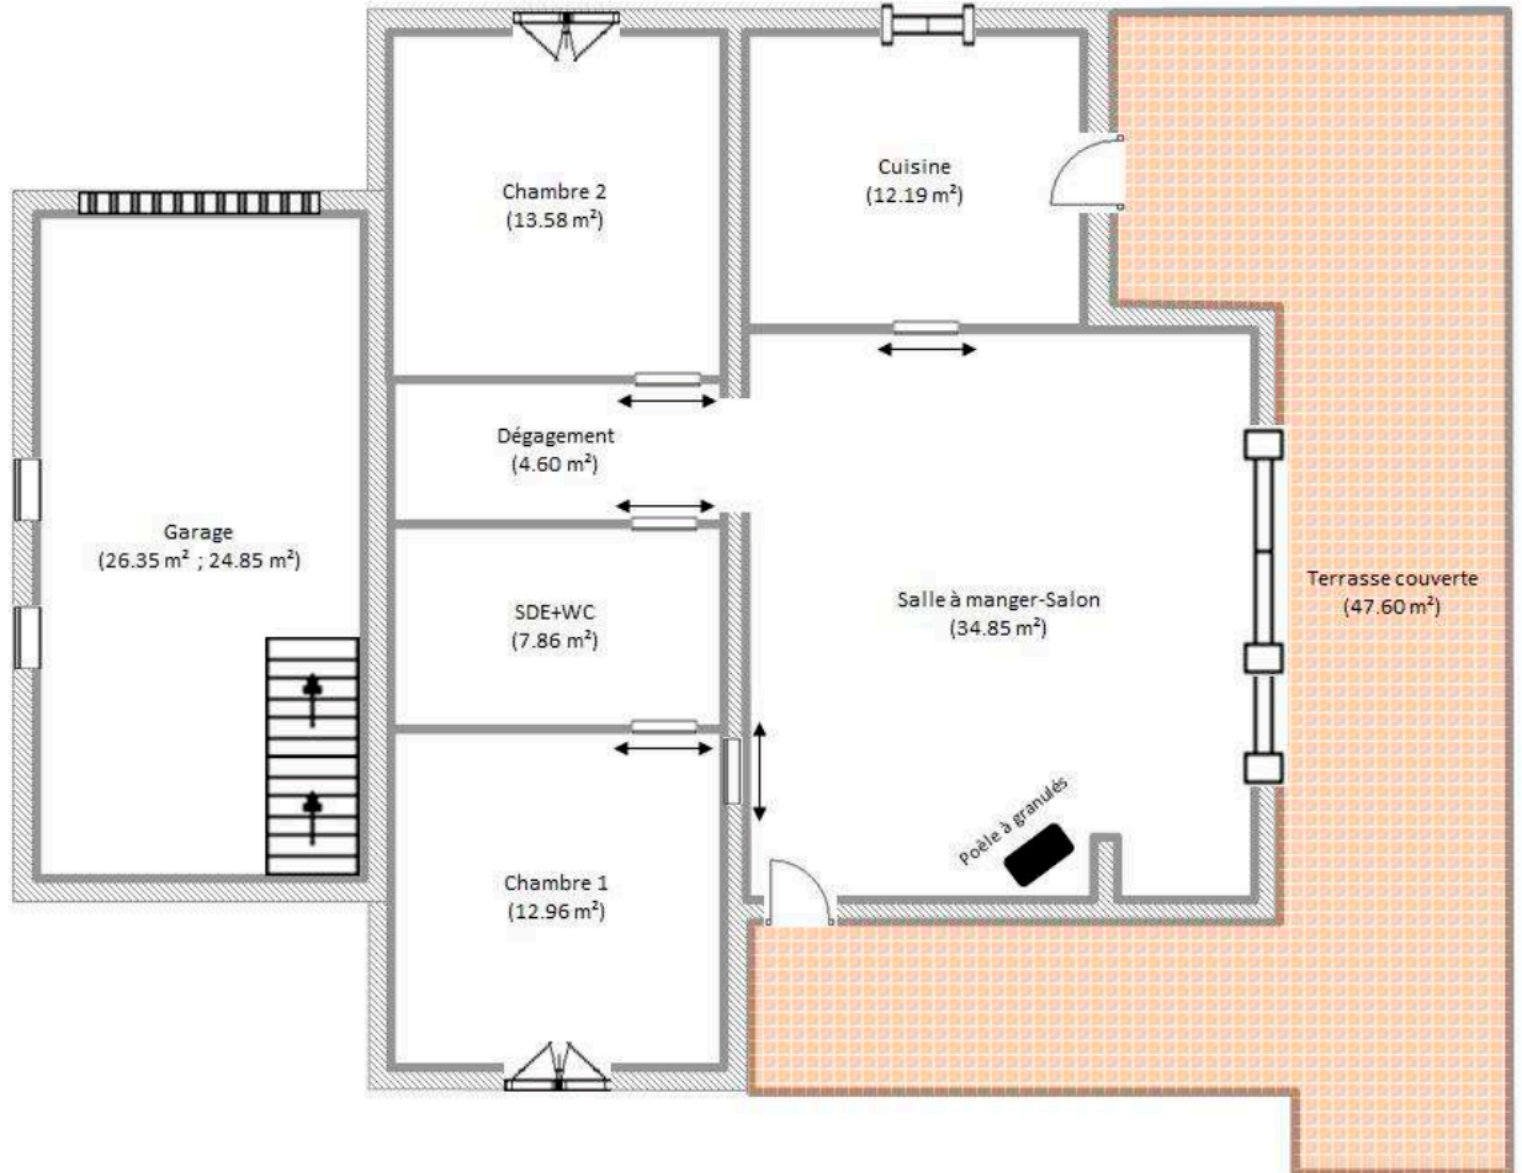 Chambre 2
(13.58 m²)
Cuisine
(12.19 m²)
Dégagement
(4.60 m²)
Garage
(26.35 m² ; 24.85 m²)
SDE+WC
(7.86 m²)
Salle à manger-Salon
(34.85 m²)
Terrasse couverte
(47.60 m²)
Poêle à granulés
Chambre 1
(12.96 m²)